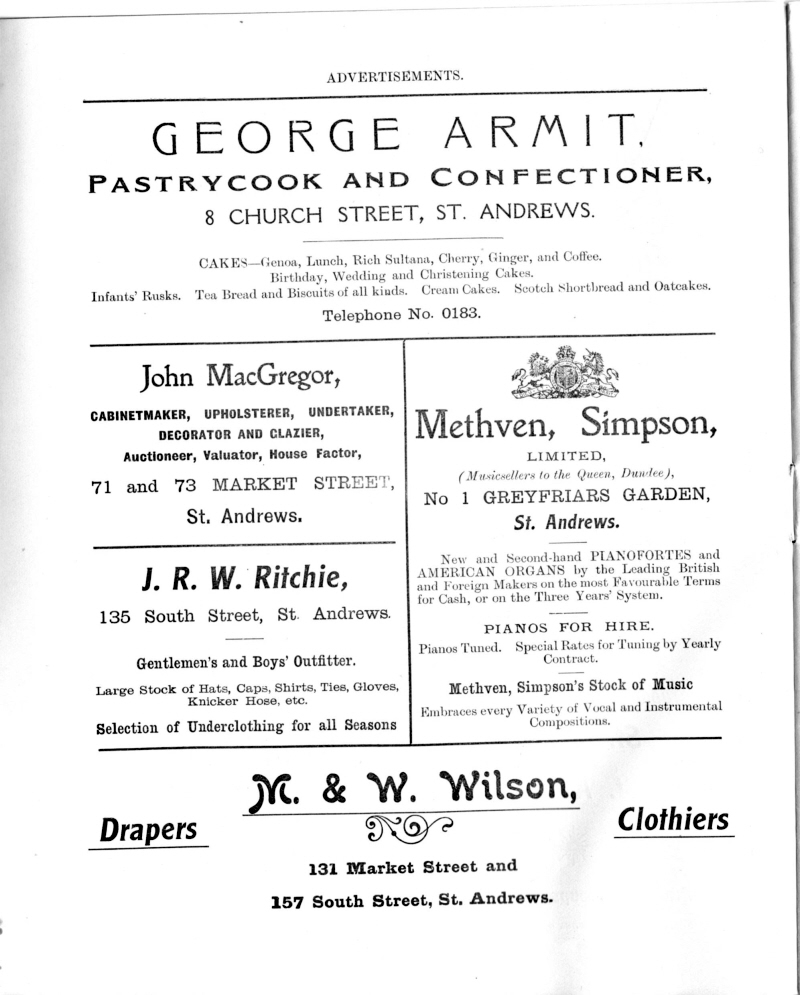 ADVERTISEMENTS.
GEORGE ARMIT,
PASTRYCOOK AND CONFECTIONER,
8 CHURCH STREET, ST. ANDREWS.
CAKES—Genoa, Lunch, Rich Sultana, Cherry, Ginger, and Coffee.
Birthday, Wedding and Christening Cakes.
Infants' Rusks. Tea Bread and Biscuits of all kinds. Cream Cakes. Scotch Shortbread and Oatcakes.
Telephone No. 0183.
John MacGregor,
CABINETMAKER, UPHOLSTERER, UNDERTAKER,
DECORATOR AND GLAZIER,
Auctioneer, Valuator, House Factor,
71 and 73 MARKET STREET,
St. Andrews.
J. R. W. Ritchie,
135 South Street, St. Andrews.
Gentlemen's and Boys' Outfitter.
Large Stock of Hats, Caps, Shirts, Ties, Gloves,
Knicker Hose, etc.
Selection of Underclothing for all Seasons
Methven, Simpson,
LIMITED,
(Musicsellers to the Queen, Dundee),
No 1 GREYFRIARS GARDEN,
St. Andrews.
New and Second-hand PIANOFORTES and
AMERICAN ORGANS by the Leading British
and Foreign Makers on the most Favourable Terms
for Cash, or on the Three Years' System.
PIANOS FOR HIRE.
Pianos Tuned. Special Rates for Tuning by Yearly
Contract.
Methven, Simpson's Stock of Music
Embraces every Variety of Vocal and Instrumental
Compositions.
M. & W. Wilson,
Drapers
Clothiers
131 Market Street and
157 South Street, St. Andrews.